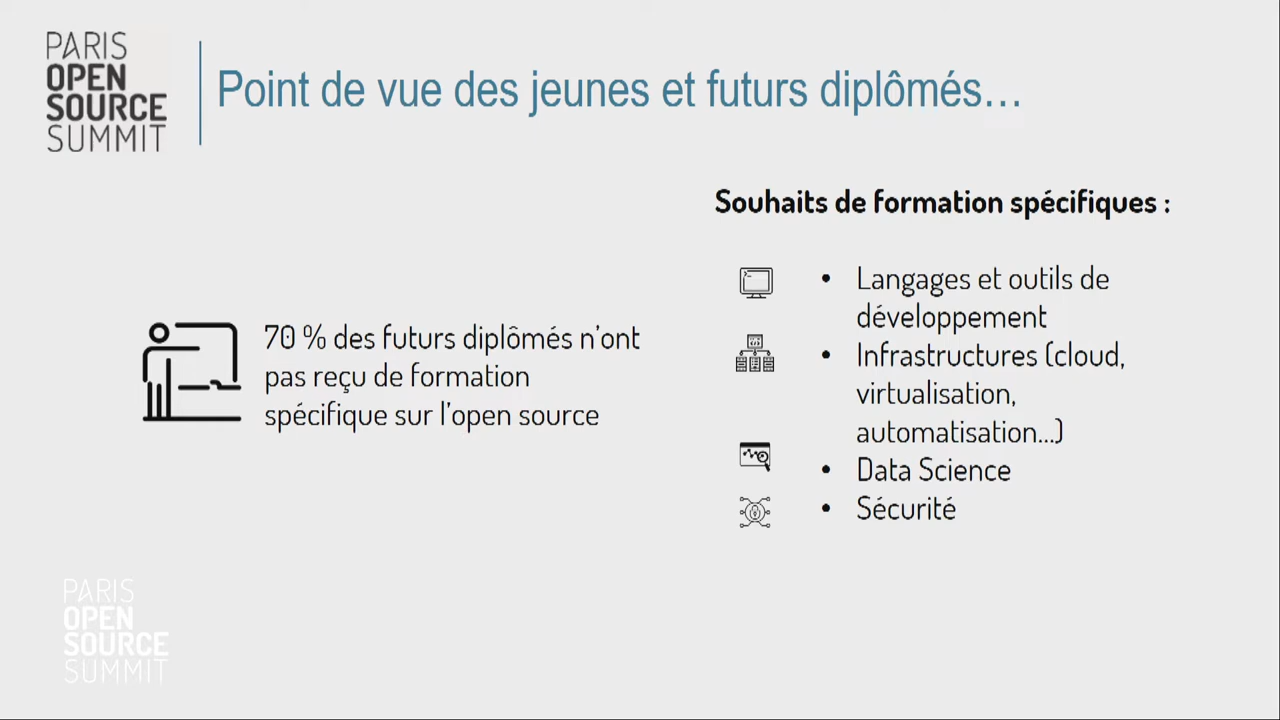 PARIS
OPEN
SOURCE
SUMMIT
Point de vue des jeunes et futurs diplômés…
70 % des futurs diplômés n'ont
pas reçu de formation
spécifique sur l'open source
Souhaits de formation spécifiques :
• Langages et outils de
développement
• Infrastructures (cloud,
virtualisation,
automatisation...)
• Data Science
• Sécurité
PARIS
OPEN
SOURCE
SUMMIT